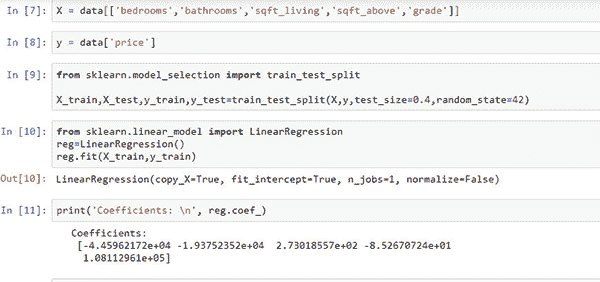 In [7]: X = data[['bedrooms','bathrooms','sqft_living','sqft_above','grade']]
In [8]: y = data['price']
In [9]: from sklearn.model_selection import train_test_split
X_train,X_test,y_train,y_test=train_test_split(X,y,test_size=0.4,random_state=42)
In [10]: from sklearn.linear_model import LinearRegression
reg=LinearRegression()
reg.fit(X_train,y_train)
Out[10]: LinearRegression(copy_X=True, fit_intercept=True, n_jobs=1, normalize=False)
In [11]: print('Coefficients: \n', reg.coef_)
Coefficients:
[-4.45962172e+04 -1.93752352e+04  2.73018557e+02 -8.52670724e+01
1.08112961e+05]